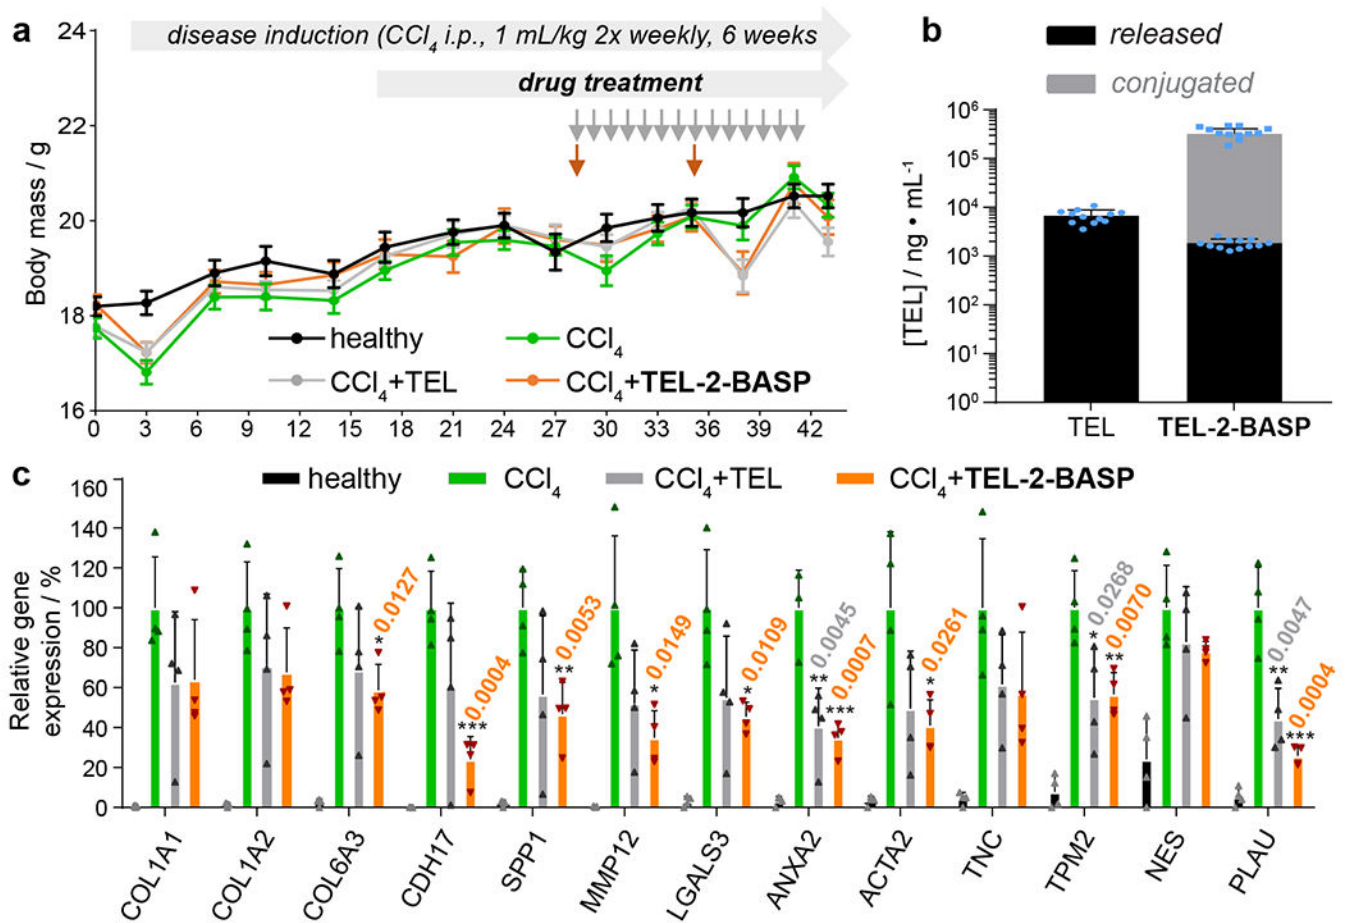 a
disease induction (CCl4 i.p., 1 mL/kg 2x weekly, 6 weeks
drug treatment
Body mass / g
24
22
20
18
16
healthy
CCl4
CCl4+TEL
CCl4+TEL-2-BASP
0 3 6 9 12 15 18 21 24 27 30 33 36 39 42
b
released
conjugated
[TEL] / ng • mL⁻¹
10⁶
10⁵
10⁴
10³
10²
10¹
10⁰
TEL TEL-2-BASP
c
healthy CCl4 CCl4+TEL CCl4+TEL-2-BASP
Relative gene
expression / %
160
140
120
100
80
60
40
20
0
* 0.0127
*** 0.0004
** 0.0053
* 0.0149
* 0.0109
** 0.0045
*** 0.0007
* 0.0261
* 0.0268
** 0.0070
** 0.0047
*** 0.0004
COL1A1 COL1A2 COL6A3 CDH17 SPP1 MMP12 LGALS3 ANXA2 ACTA2 TNC TPM2 NES PLAU